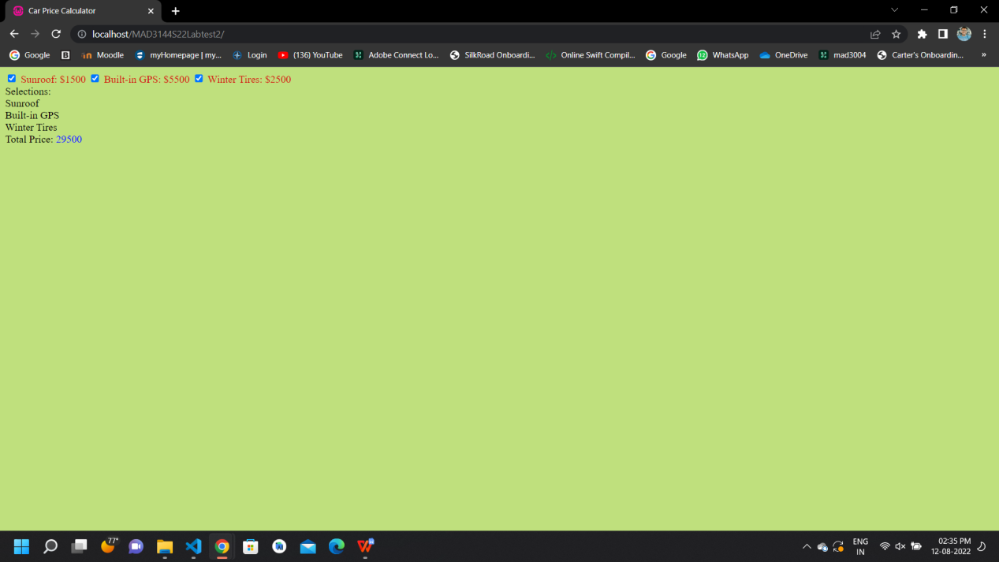 Car Price Calculator
localhost/MAD3144S22Labtest2/
Google B Moodle myHomepage | my... Login (136) YouTube Adobe Connect Lo... SilkRoad Onboardi... </> Online Swift Compil... Google WhatsApp OneDrive mad3004 Carter's Onboardin... »
Sunroof: $1500 Built-in GPS: $5500 Winter Tires: $2500
Selections:
Sunroof
Built-in GPS
Winter Tires
Total Price: 29500
77°
ENG
IN
02:35 PM
12-08-2022